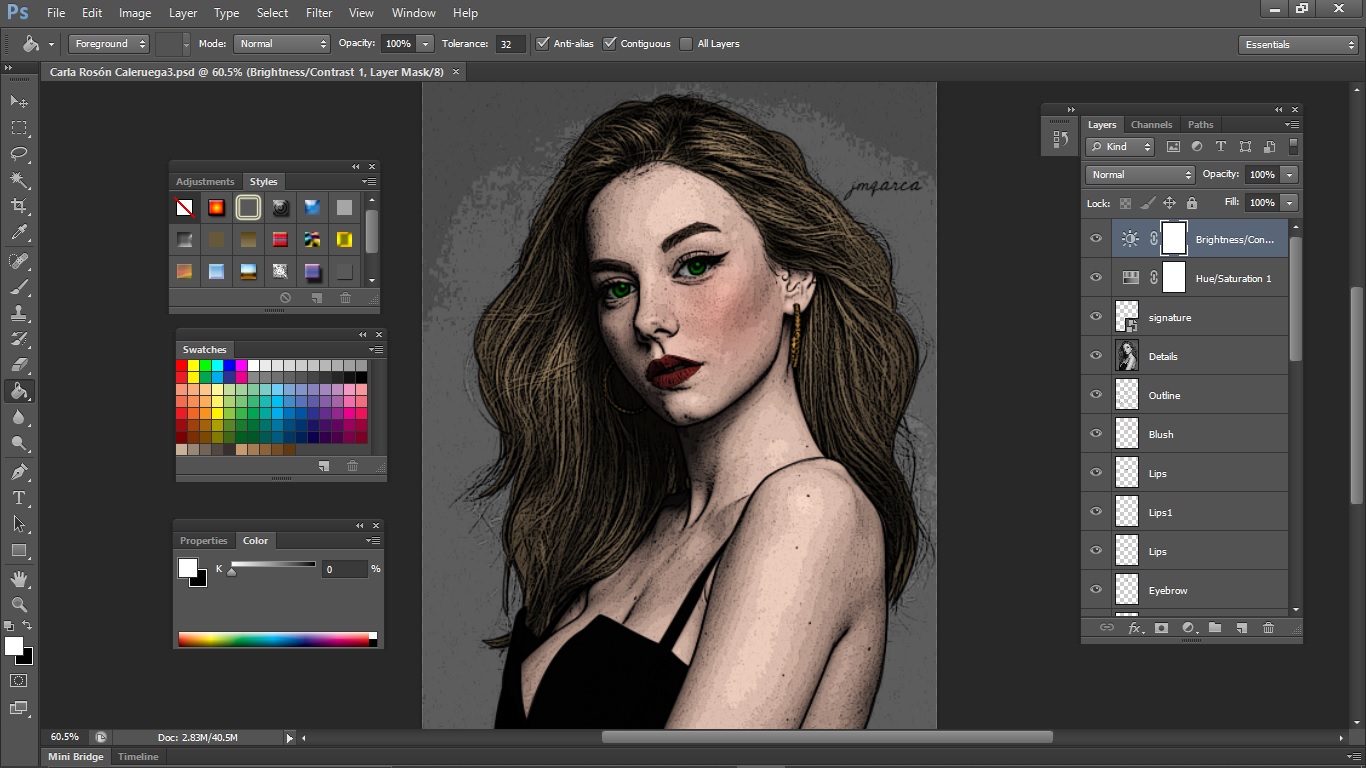 Ps File Edit Image Layer Type Select Filter View Window Help
Foreground Mode: Normal Opacity: 100% Tolerance: 32 Anti-alias Contiguous All Layers Essentials
Carla Rosón Caleruega3.psd @ 60.5% (Brightness/Contrast 1, Layer Mask/8) ×
Adjustments Styles
Swatches
Properties Color
K 0 %
jmgarca
Layers Channels Paths
Kind
Normal Opacity: 100%
Lock: Fill: 100%
Brightness/Con...
Hue/Saturation 1
signature
Details
Outline
Blush
Lips
Lips1
Lips
Eyebrow
fx
60.5% Doc: 2.83M/40.5M
Mini Bridge Timeline